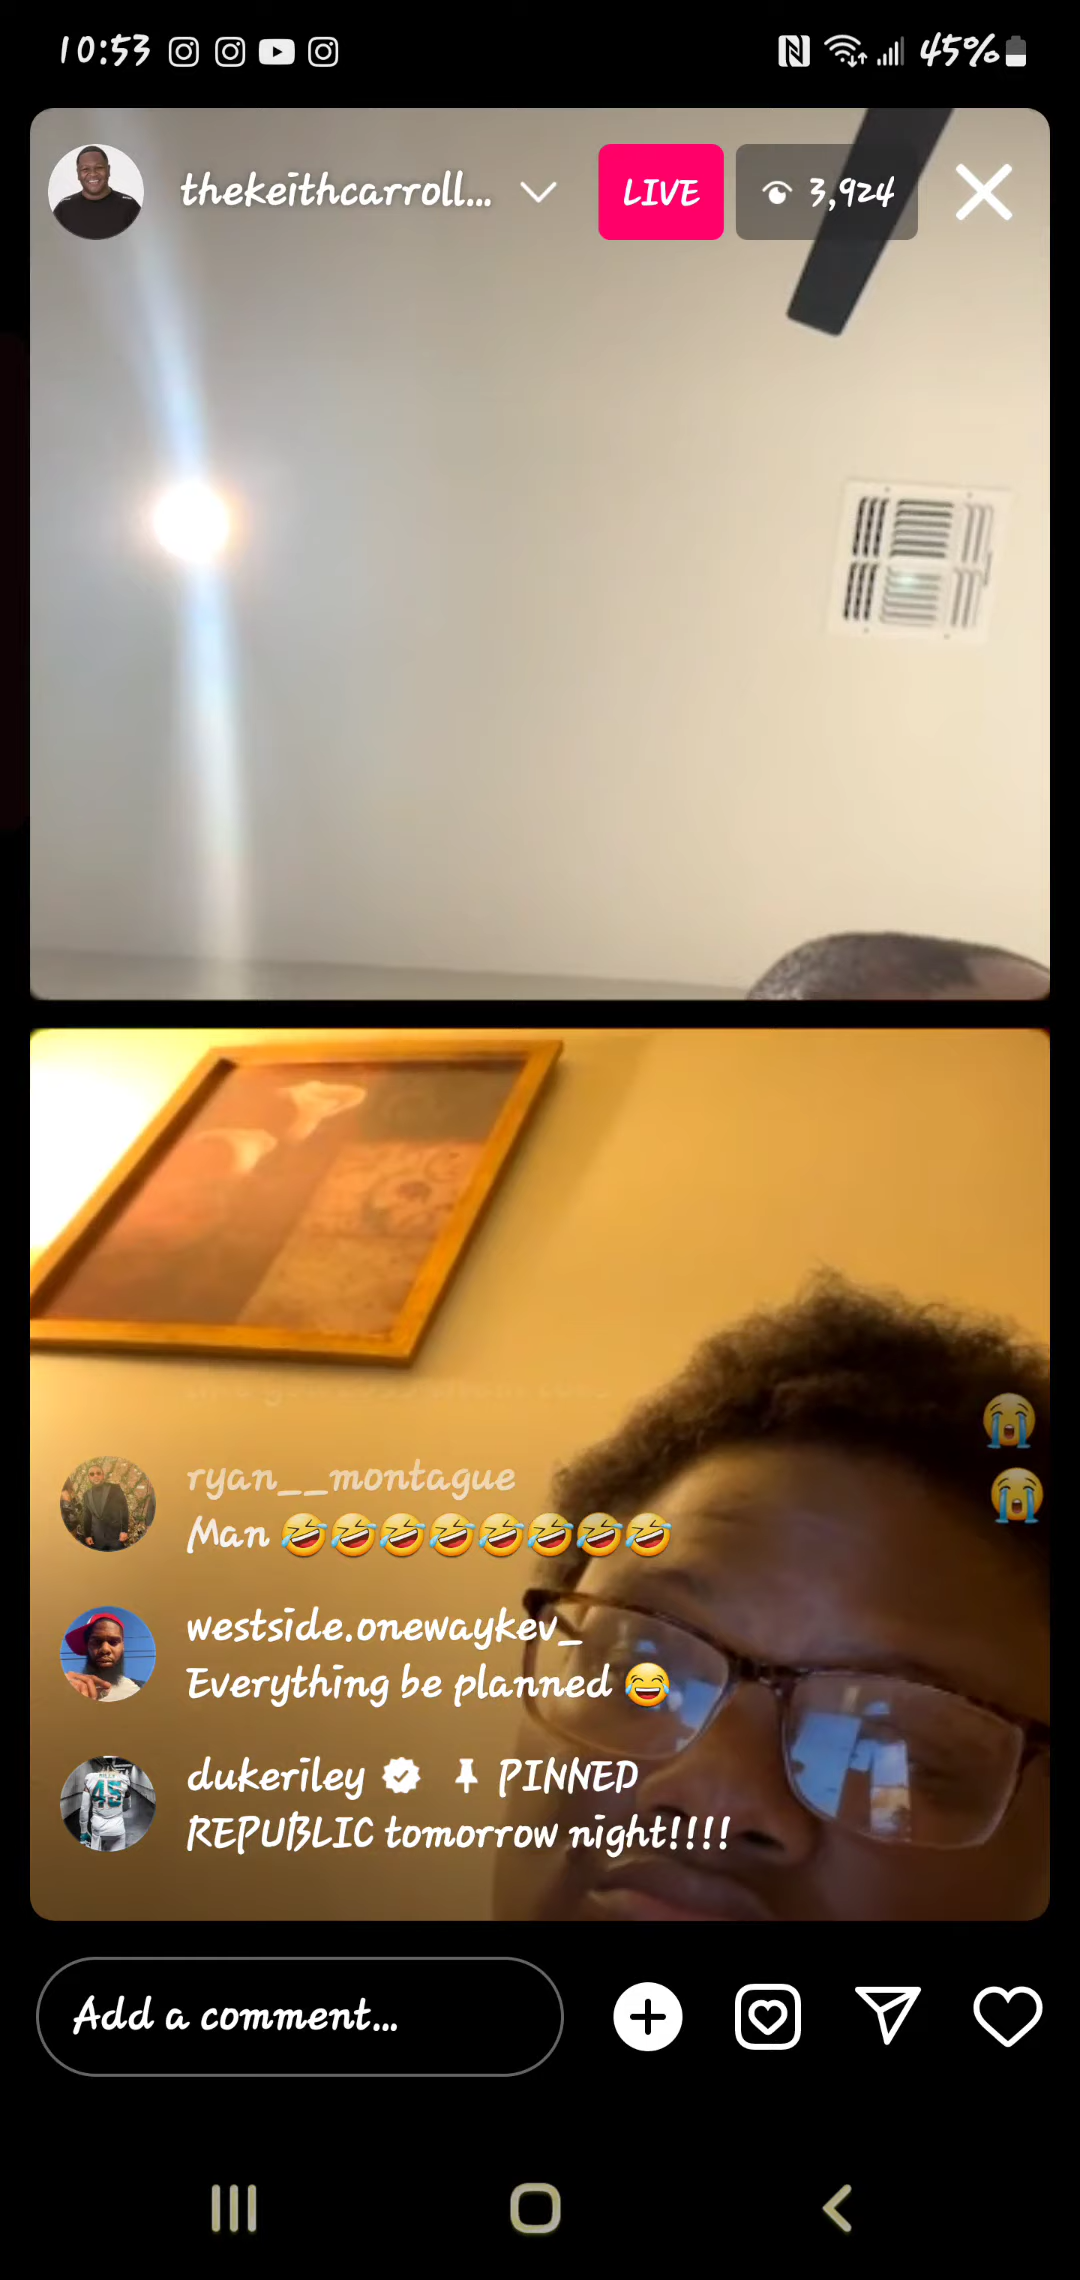 10:53
45%
thekeithcarroll...
LIVE
3,924
ryan__montague
Man 🤣🤣🤣🤣🤣🤣🤣🤣
westside.onewaykev_
Everything be planned 😂
dukeriley PINNED
REPUBLIC tomorrow night!!!!
Add a comment...
45